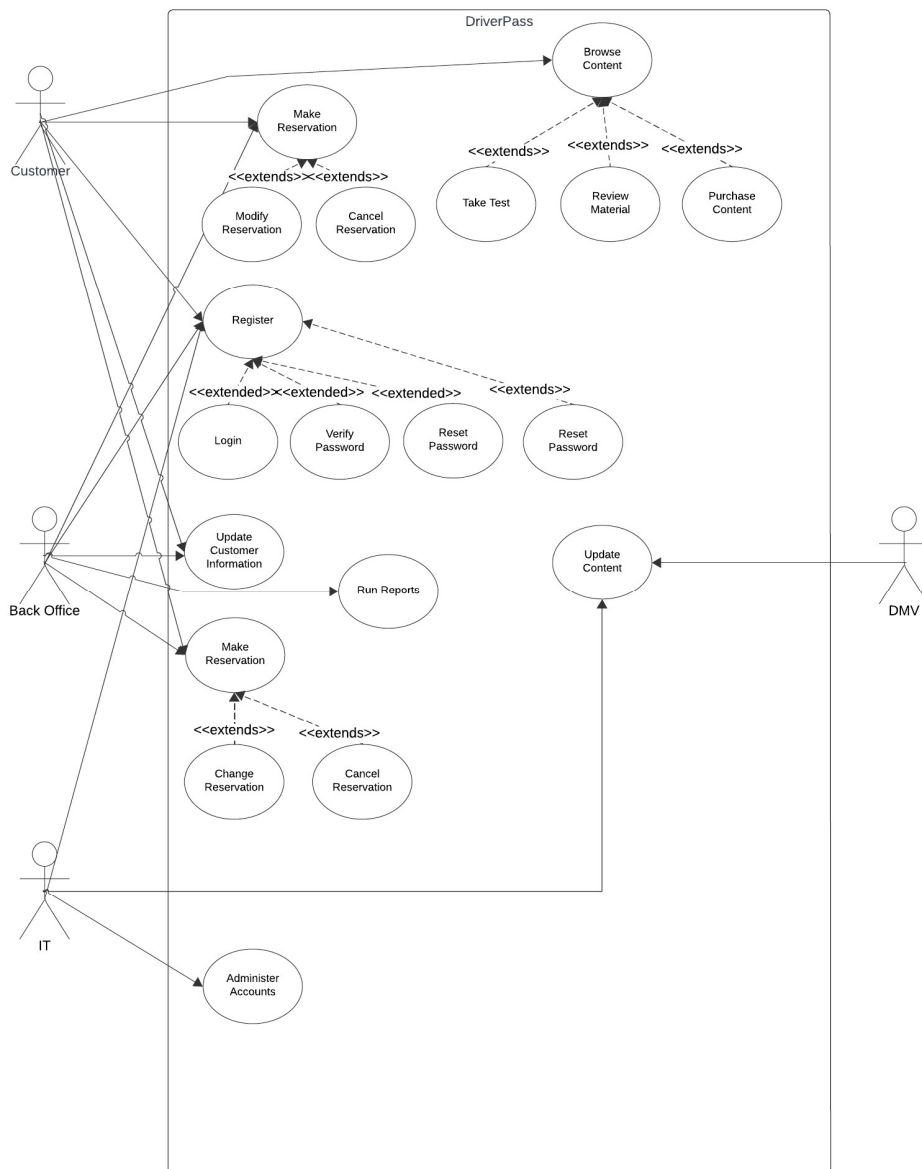 DriverPass
Browse
Content
Make
Reservation
Customer
<<extends>>
<<extends>>
<<extends>>
<<extends>>
<<extends>>
Modify
Reservation
Cancel
Reservation
Take Test
Review
Material
Purchase
Content
Register
<<extended>>
<<extended>>
<<extended>>
<<extends>>
Login
Verify
Password
Reset
Password
Reset
Password
Update
Customer
Information
Update
Content
Run Reports
Back Office
DMV
Make
Reservation
<<extends>>
<<extends>>
Change
Reservation
Cancel
Reservation
IT
Administer
Accounts